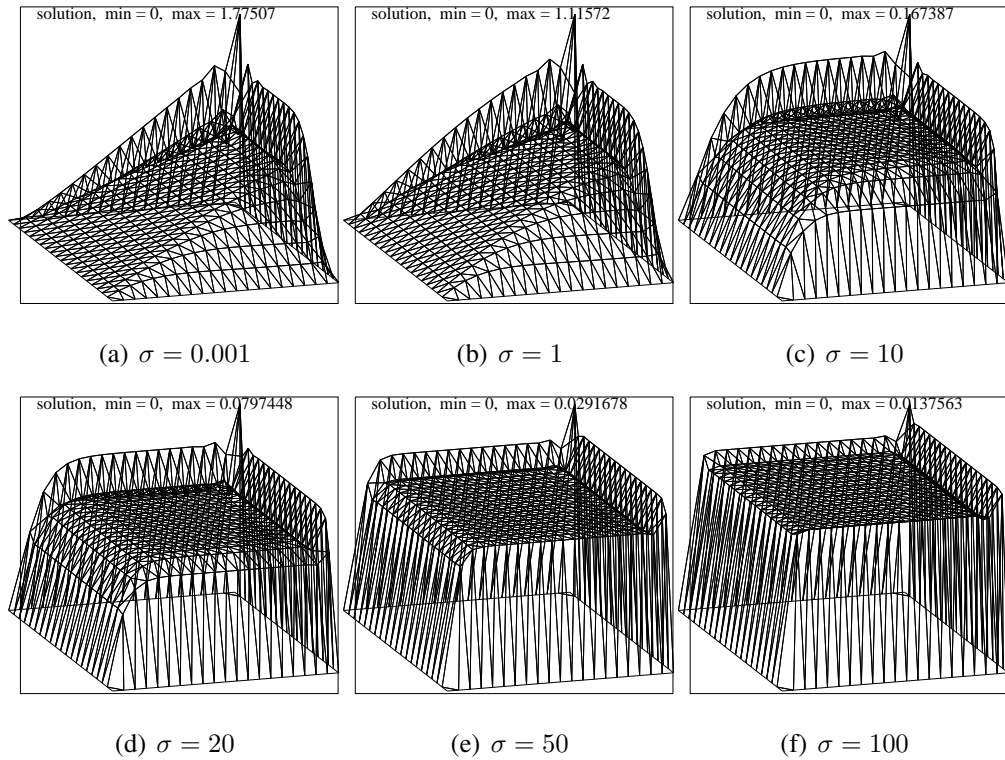 solution, min = 0, max = 1.77507
solution, min = 0, max = 1.11572
solution, min = 0, max = 0.167387
(a) σ = 0.001
(b) σ = 1
(c) σ = 10
solution, min = 0, max = 0.0797448
solution, min = 0, max = 0.0291678
solution, min = 0, max = 0.0137563
(d) σ = 20
(e) σ = 50
(f) σ = 100